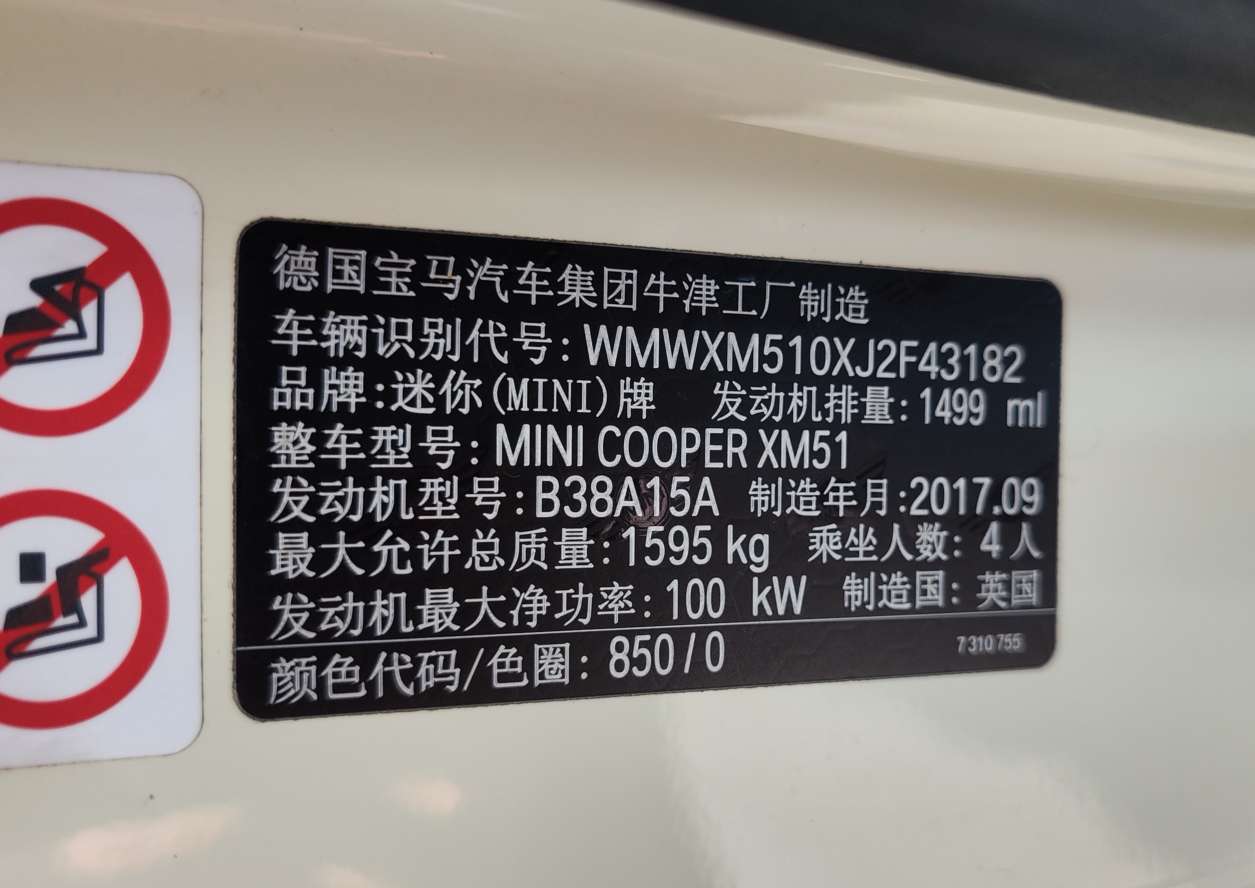 德国宝马汽车集团牛津工厂制造
车辆识别代号：WMWXM510XJ2F43182
品牌：迷你(MINI)牌 发动机排量：1499 ml
整车型号：MINI COOPER XM51
发动机型号：B38A15A 制造年月：2017.09
最大允许总质量：1595 kg 乘坐人数：4人
发动机最大净功率：100 kW 制造国：英国
颜色代码/色圈：850/0 7 310 755